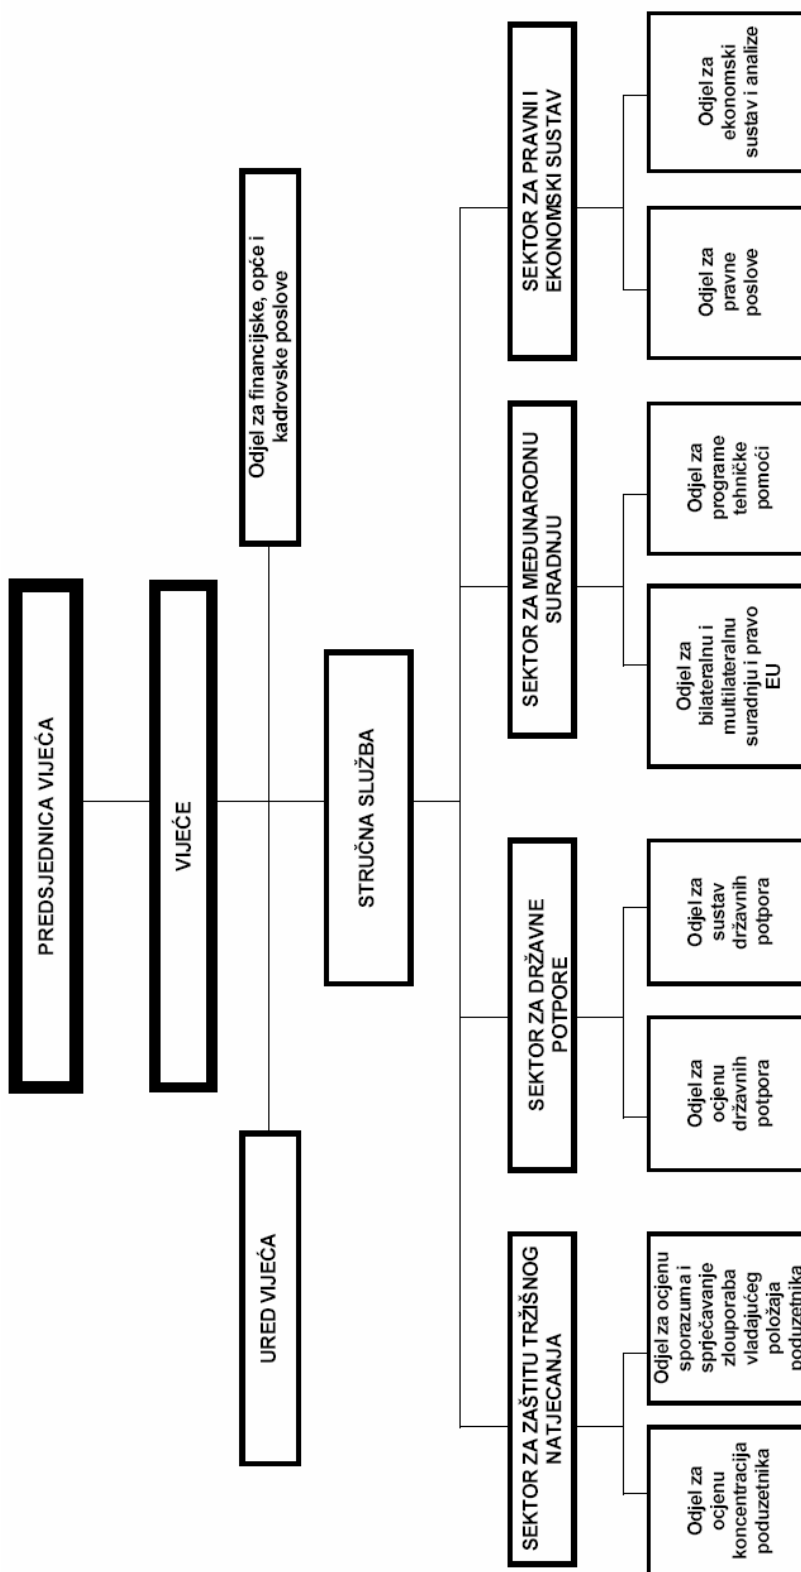 PREDSJEDNICA VIJEĆA
VIJEĆE
URED VIJEĆA
Odjel za financijske, opće i
kadrovske poslove
STRUČNA SLUŽBA
SEKTOR ZA ZAŠTITU TRŽIŠNOG
NATJECANJA
SEKTOR ZA DRŽAVNE
POTPORE
SEKTOR ZA MEĐUNARODNU
SURADNJU
SEKTOR ZA PRAVNI I
EKONOMSKI SUSTAV
Odjel za
ocjenu
koncentracija
poduzetnika
Odjel za ocjenu
sporazuma i
sprječavanje
zlouporaba
vladajućeg
položaja
poduzetnika
Odjel za
ocjenu
državnih
potpora
Odjel za
sustav
državnih
potpora
Odjel za
bilateralnu i
multilateralnu
suradnju i pravo
EU
Odjel za
programe
tehničke
pomoći
Odjel za
pravne
poslove
Odjel za
ekonomski
sustav i analize